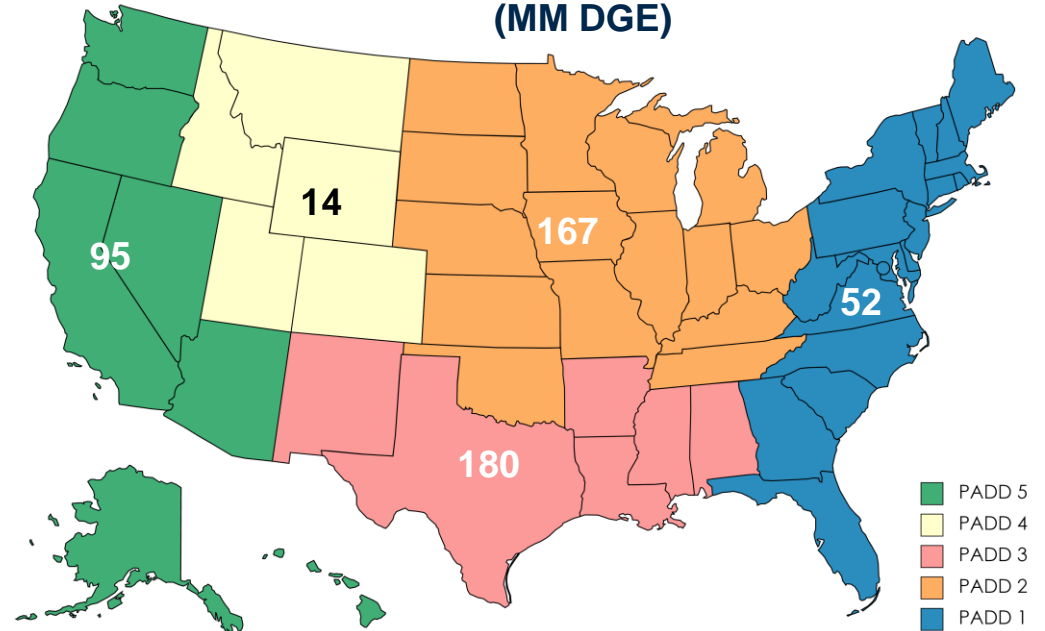 (MM DGE)
14
167
95
52
180
PADD 5
PADD 4
PADD 3
PADD 2
PADD 1